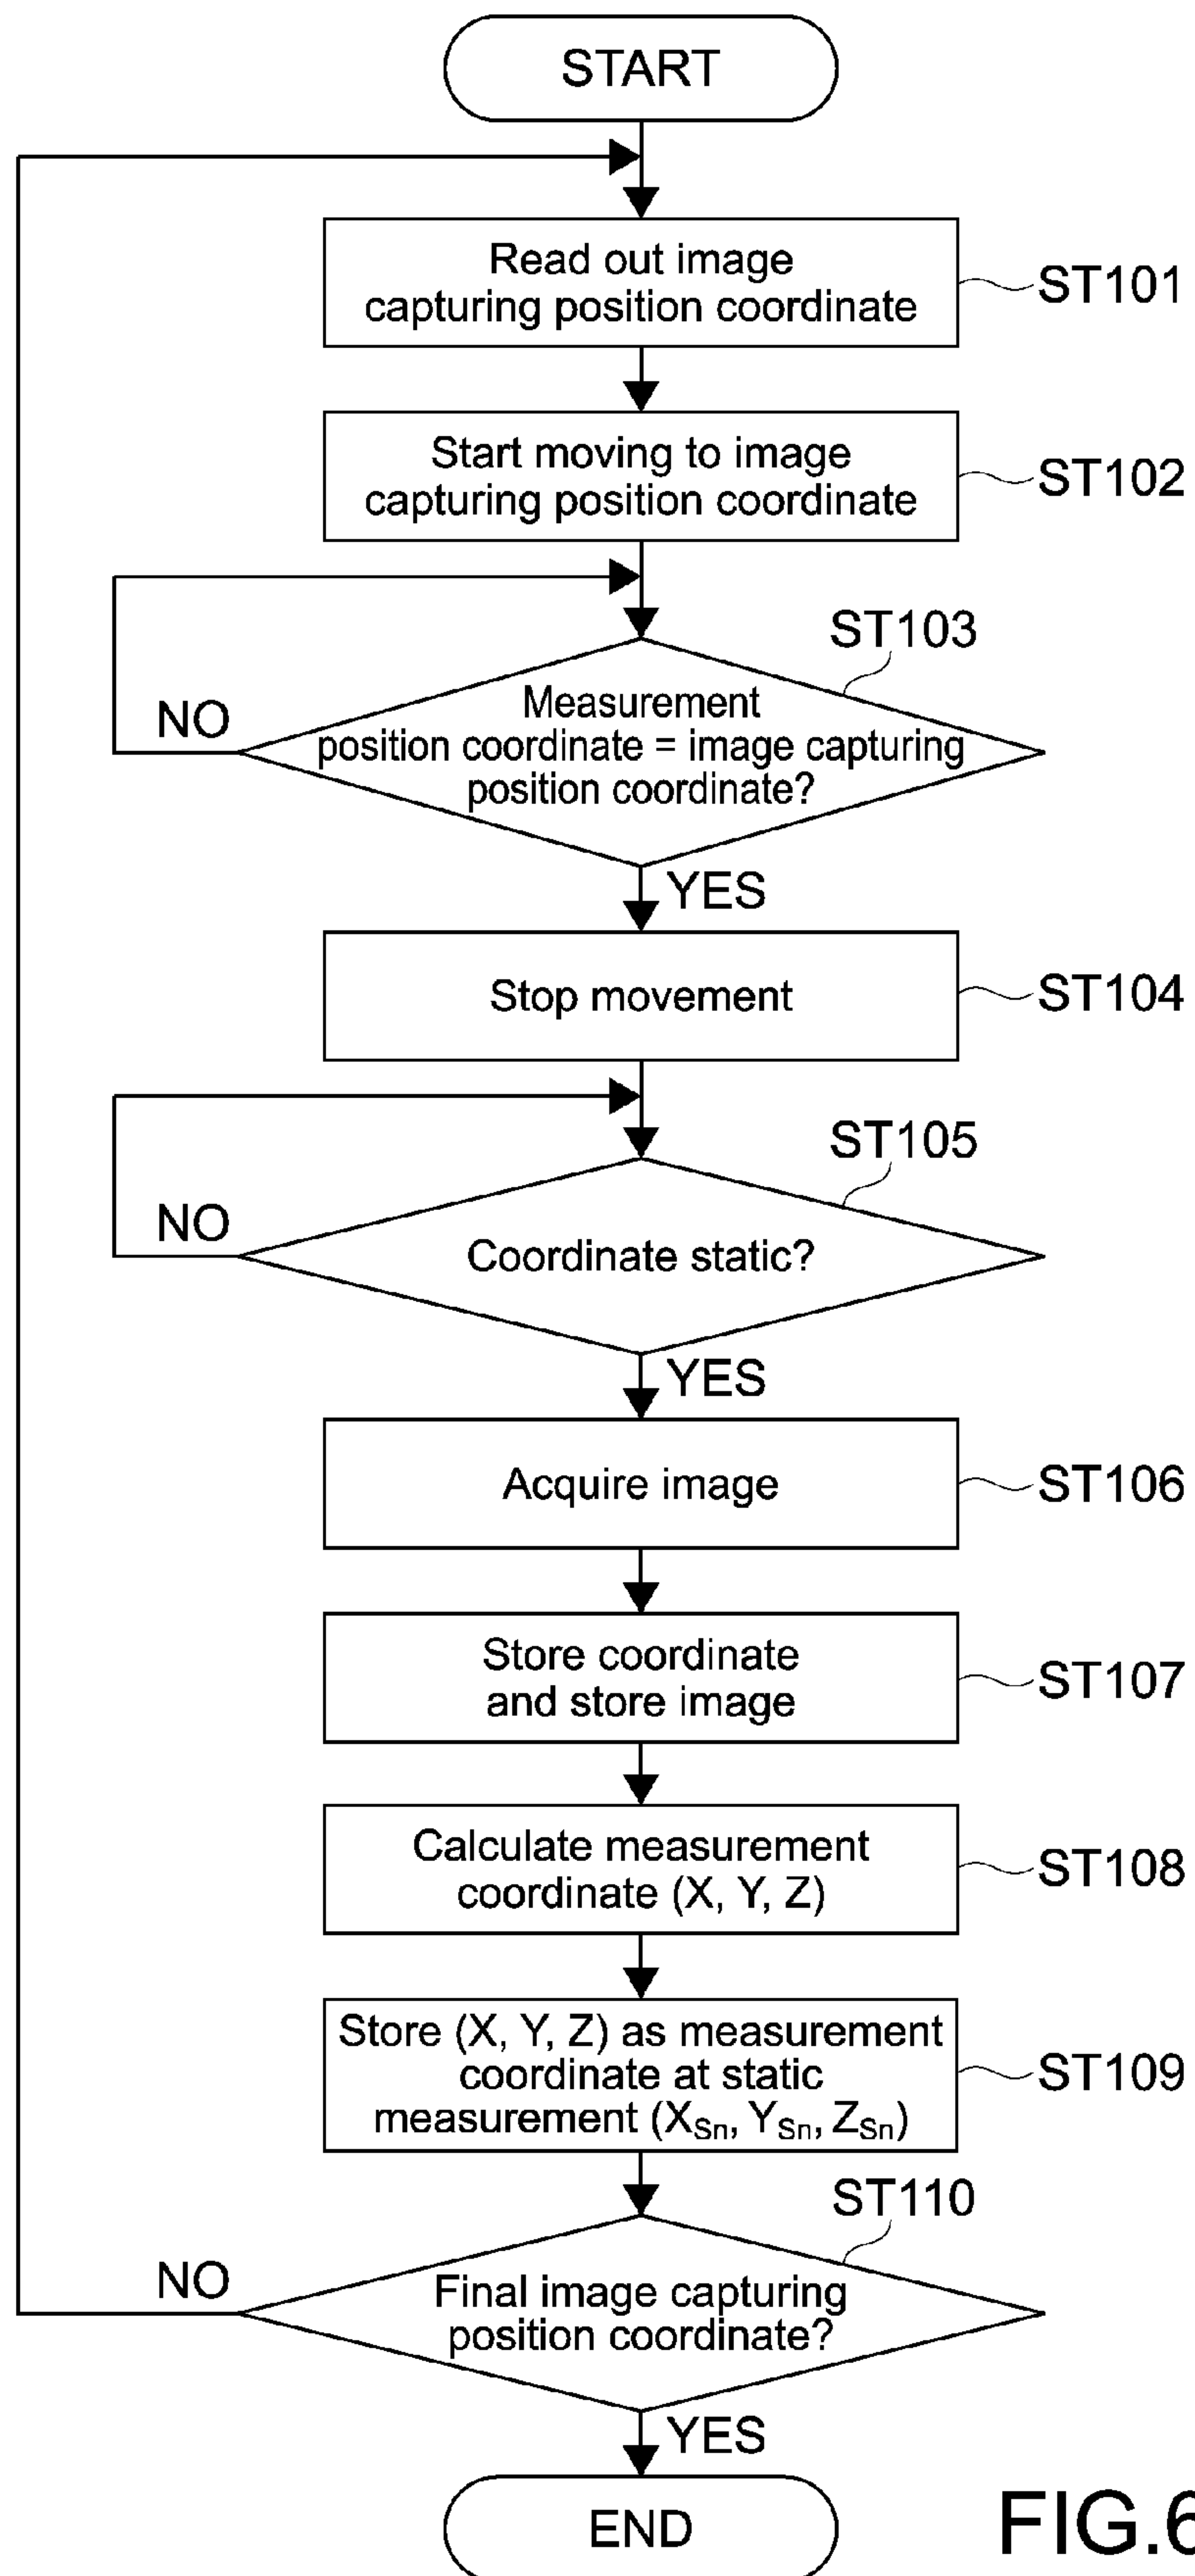 START
Read out image
capturing position coordinate
ST101
Start moving to image
capturing position coordinate
ST102
ST103
Measurement
position coordinate = image capturing
position coordinate?
NO
YES
Stop movement
ST104
ST105
Coordinate static?
NO
YES
Acquire image
ST106
Store coordinate
and store image
ST107
Calculate measurement
coordinate (X, Y, Z)
ST108
Store (X, Y, Z) as measurement
coordinate at static
measurement (XSn, YSn, ZSn)
ST109
ST110
Final image capturing
position coordinate?
NO
YES
END
FIG.6